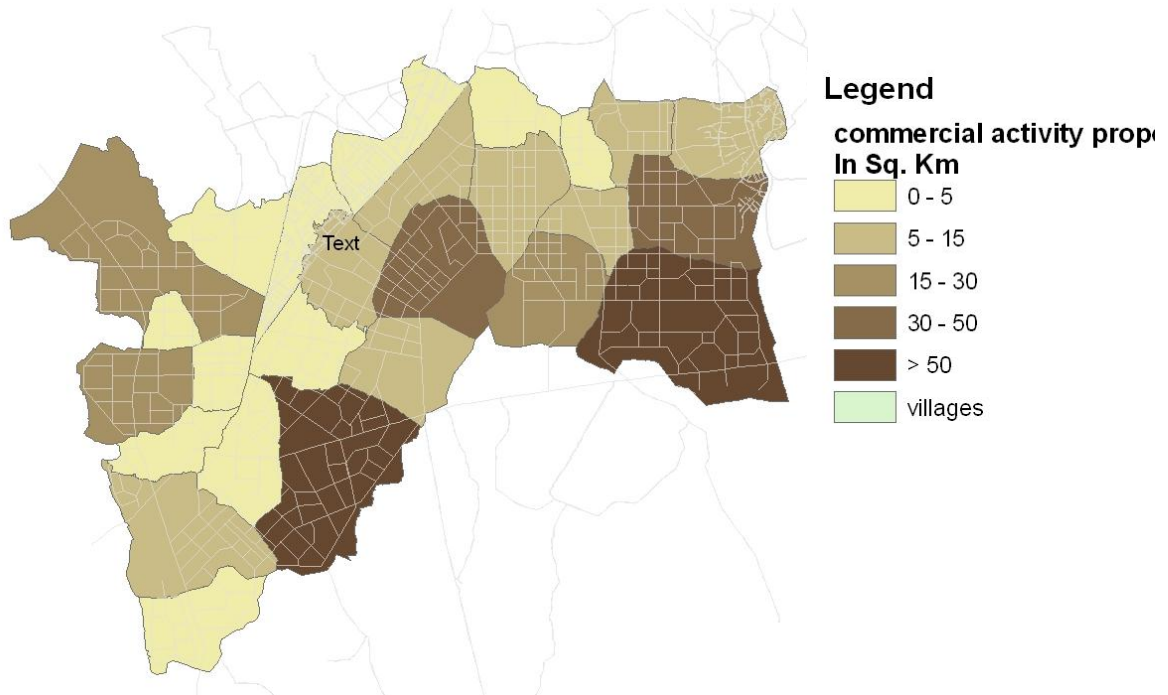 Text
Legend
commercial activity prope
In Sq. Km
0 - 5
5 - 15
15 - 30
30 - 50
> 50
villages